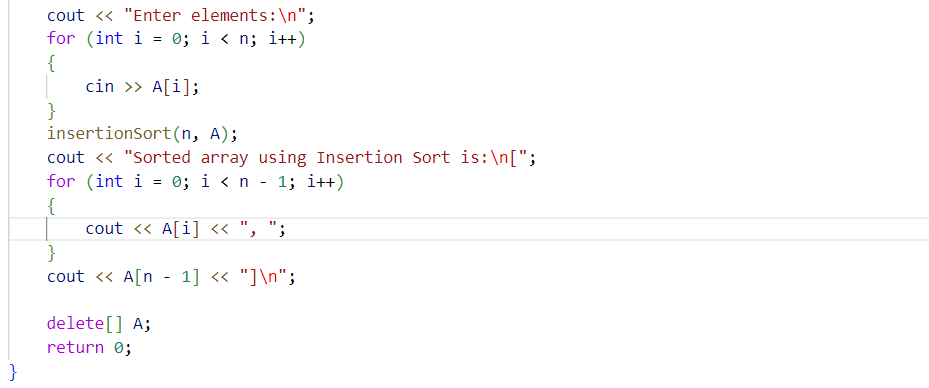 cout << "Enter elements:\n";
for (int i = 0; i < n; i++)
{
cin >> A[i];
}
insertionSort(n, A);
cout << "Sorted array using Insertion Sort is:\n[";
for (int i = 0; i < n - 1; i++)
{
cout << A[i] << ", ";
}
cout << A[n - 1] << "]\n";
delete[] A;
return 0;
}